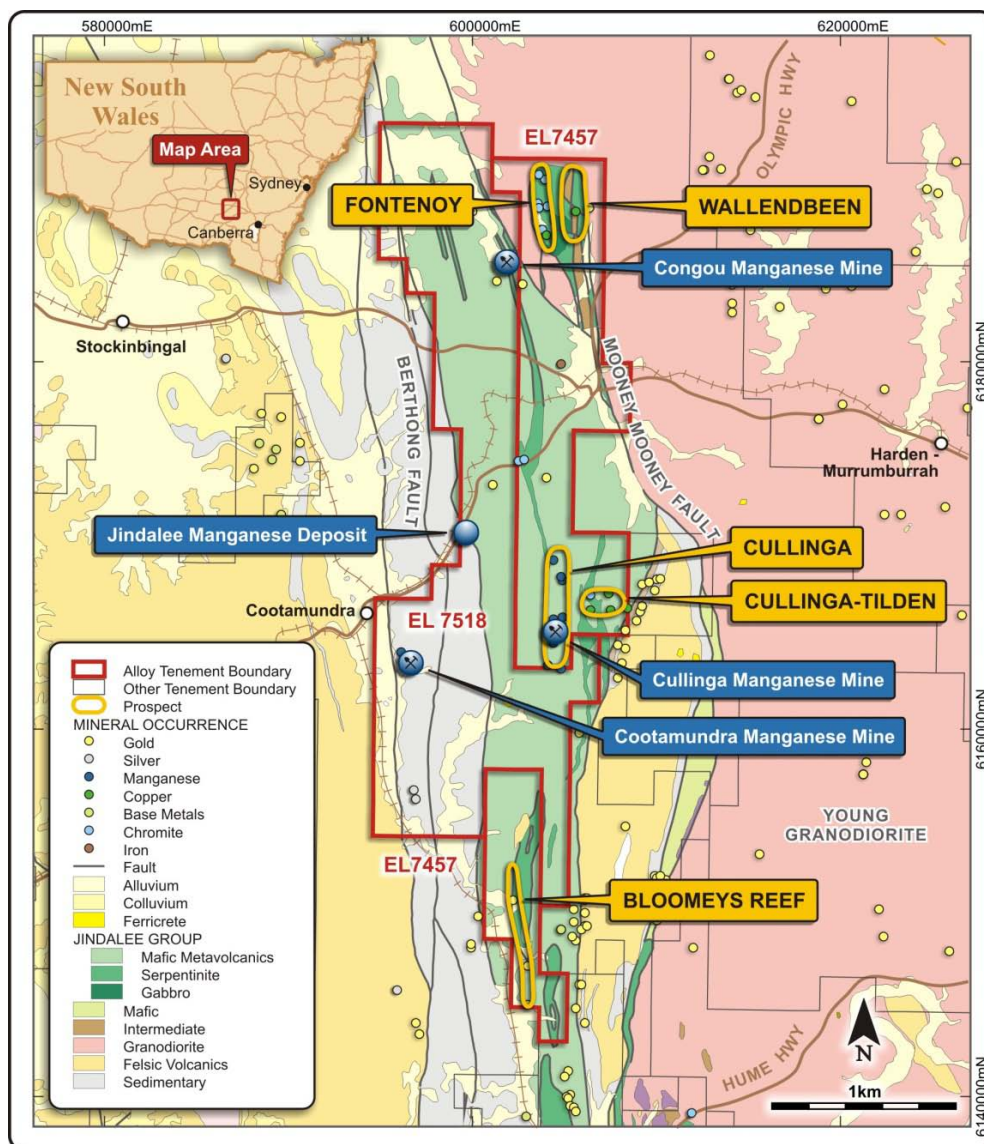 580000mE
600000mE
620000mE
New South
Wales
Map Area
Sydney
Canberra
EL7457
OLYMPIC HWY
FONTENOY
WALLENDBEEN
Congou Manganese Mine
Stockinbingal
BERTHONG FAULT
MOONEY MOONEY FAULT
6180000mN
Harden -
Murrumburrah
Jindalee Manganese Deposit
CULLINGA
CULLINGA-TILDEN
Cootamundra
EL 7518
Cullinga Manganese Mine
Cootamundra Manganese Mine
6160000mN
YOUNG
GRANODIORITE
EL7457
BLOOMEYS REEF
Alloy Tenement Boundary
Other Tenement Boundary
Prospect
MINERAL OCCURRENCE
Gold
Silver
Manganese
Copper
Base Metals
Chromite
Iron
Fault
Alluvium
Colluvium
Ferricrete
JINDALEE GROUP
Mafic Metavolcanics
Serpentinite
Gabbro
Mafic
Intermediate
Granodiorite
Felsic Volcanics
Sedimentary
N
HUME HWY
1km
6140000mN